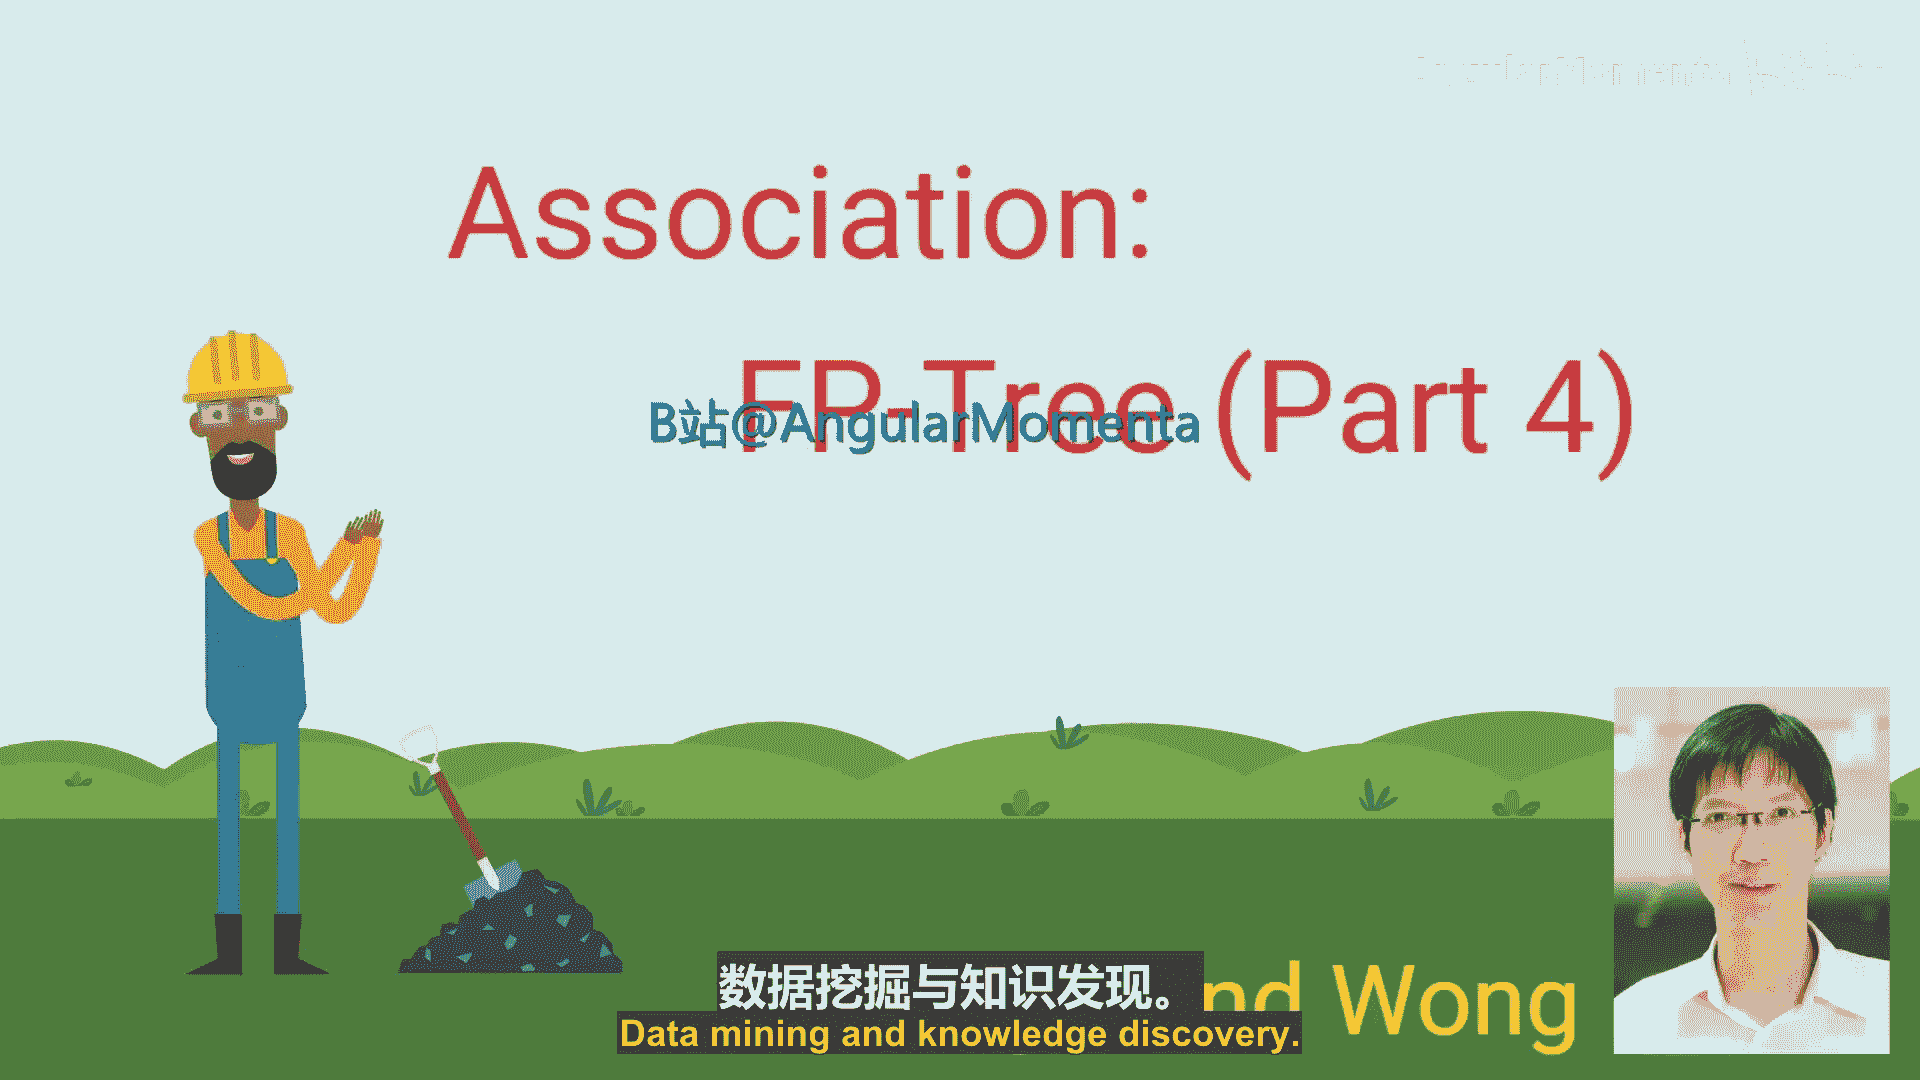 Association:
FP-Tree (Part 4)
B站@AngularMomenta
nd Wong
数据挖掘与知识发现。
Data mining and knowledge discovery.